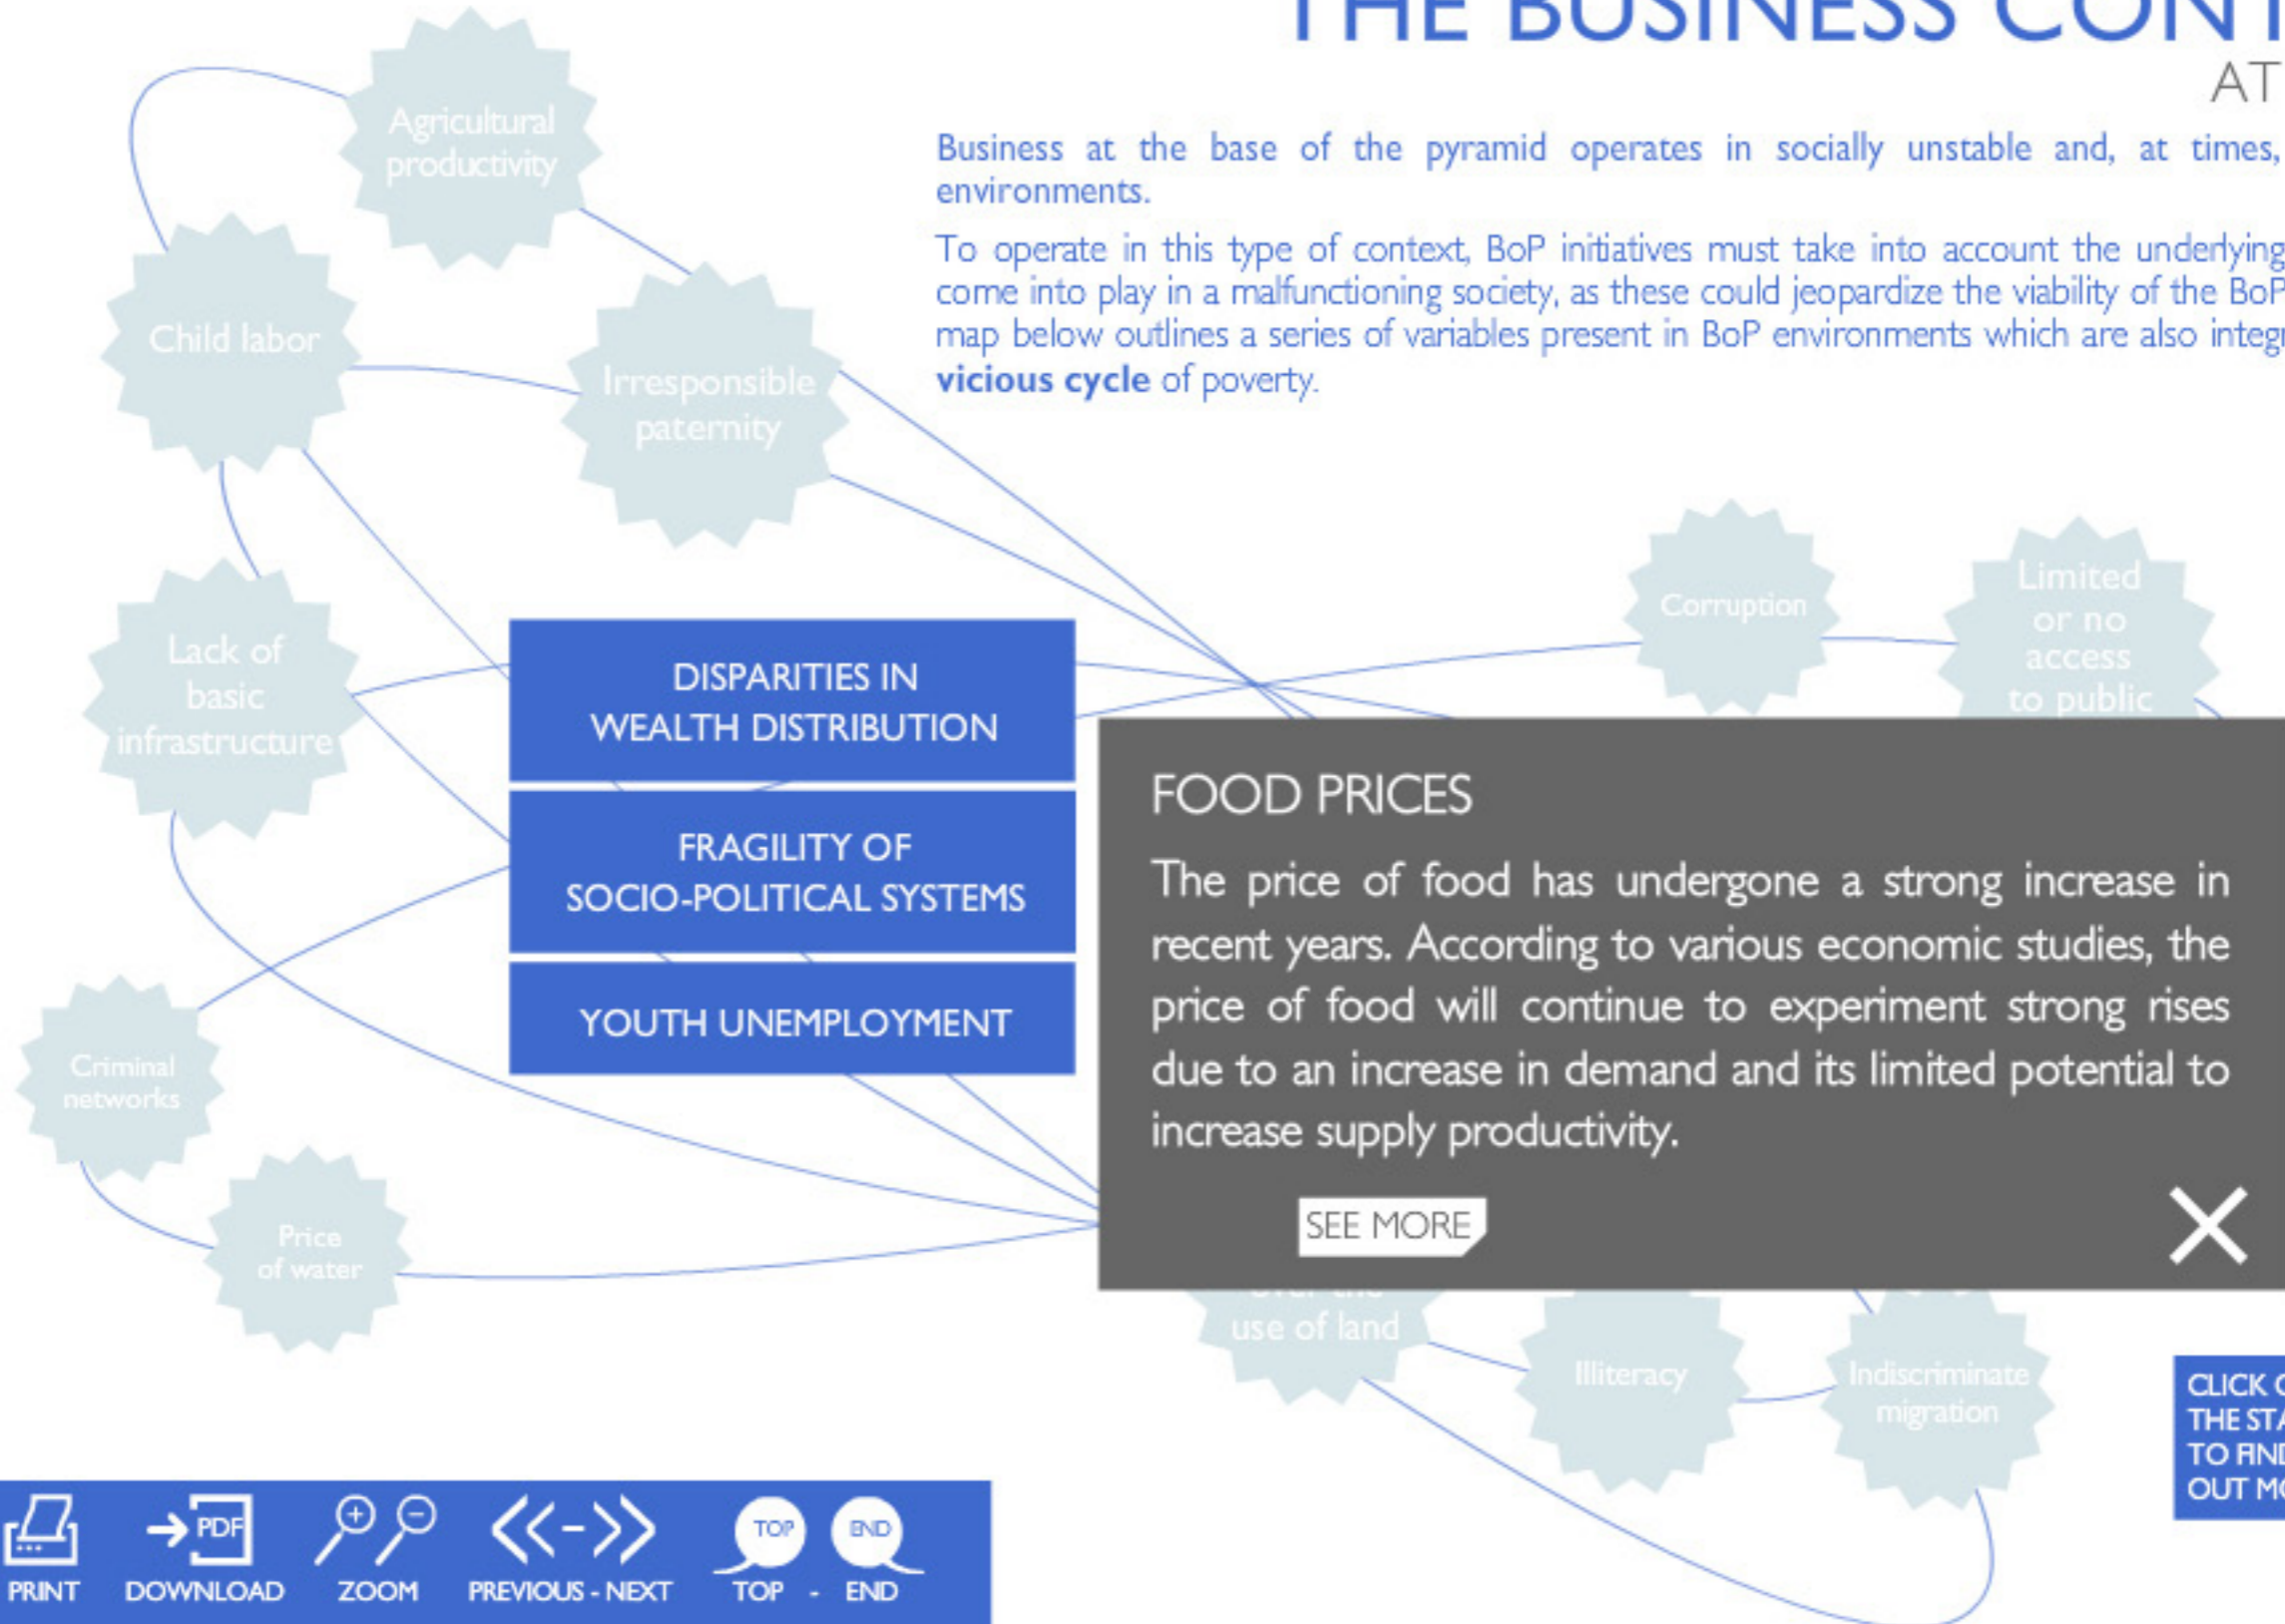 THE BUSINESS CONT
AT
Business at the base of the pyramid operates in socially unstable and, at times,
environments.
To operate in this type of context, BoP initiatives must take into account the underlying
come into play in a malfunctioning society, as these could jeopardize the viability of the BoP
map below outlines a series of variables present in BoP environments which are also integr
vicious cycle of poverty.
Agricultural
productivity
Child labor
Irresponsible
paternity
Corruption
Limited
or no
access
to public
Lack of
basic
infrastructure
DISPARITIES IN
WEALTH DISTRIBUTION
FRAGILITY OF
SOCIO-POLITICAL SYSTEMS
YOUTH UNEMPLOYMENT
FOOD PRICES
The price of food has undergone a strong increase in
recent years. According to various economic studies, the
price of food will continue to experiment strong rises
due to an increase in demand and its limited potential to
increase supply productivity.
SEE MORE
Criminal
networks
Price
of water
use of land
Illiteracy
Indiscriminate
migration
CLICK
THE STA
TO FIND
OUT MO
PDF
TOP
END
PRINT
DOWNLOAD
ZOOM
PREVIOUS - NEXT
TOP - END